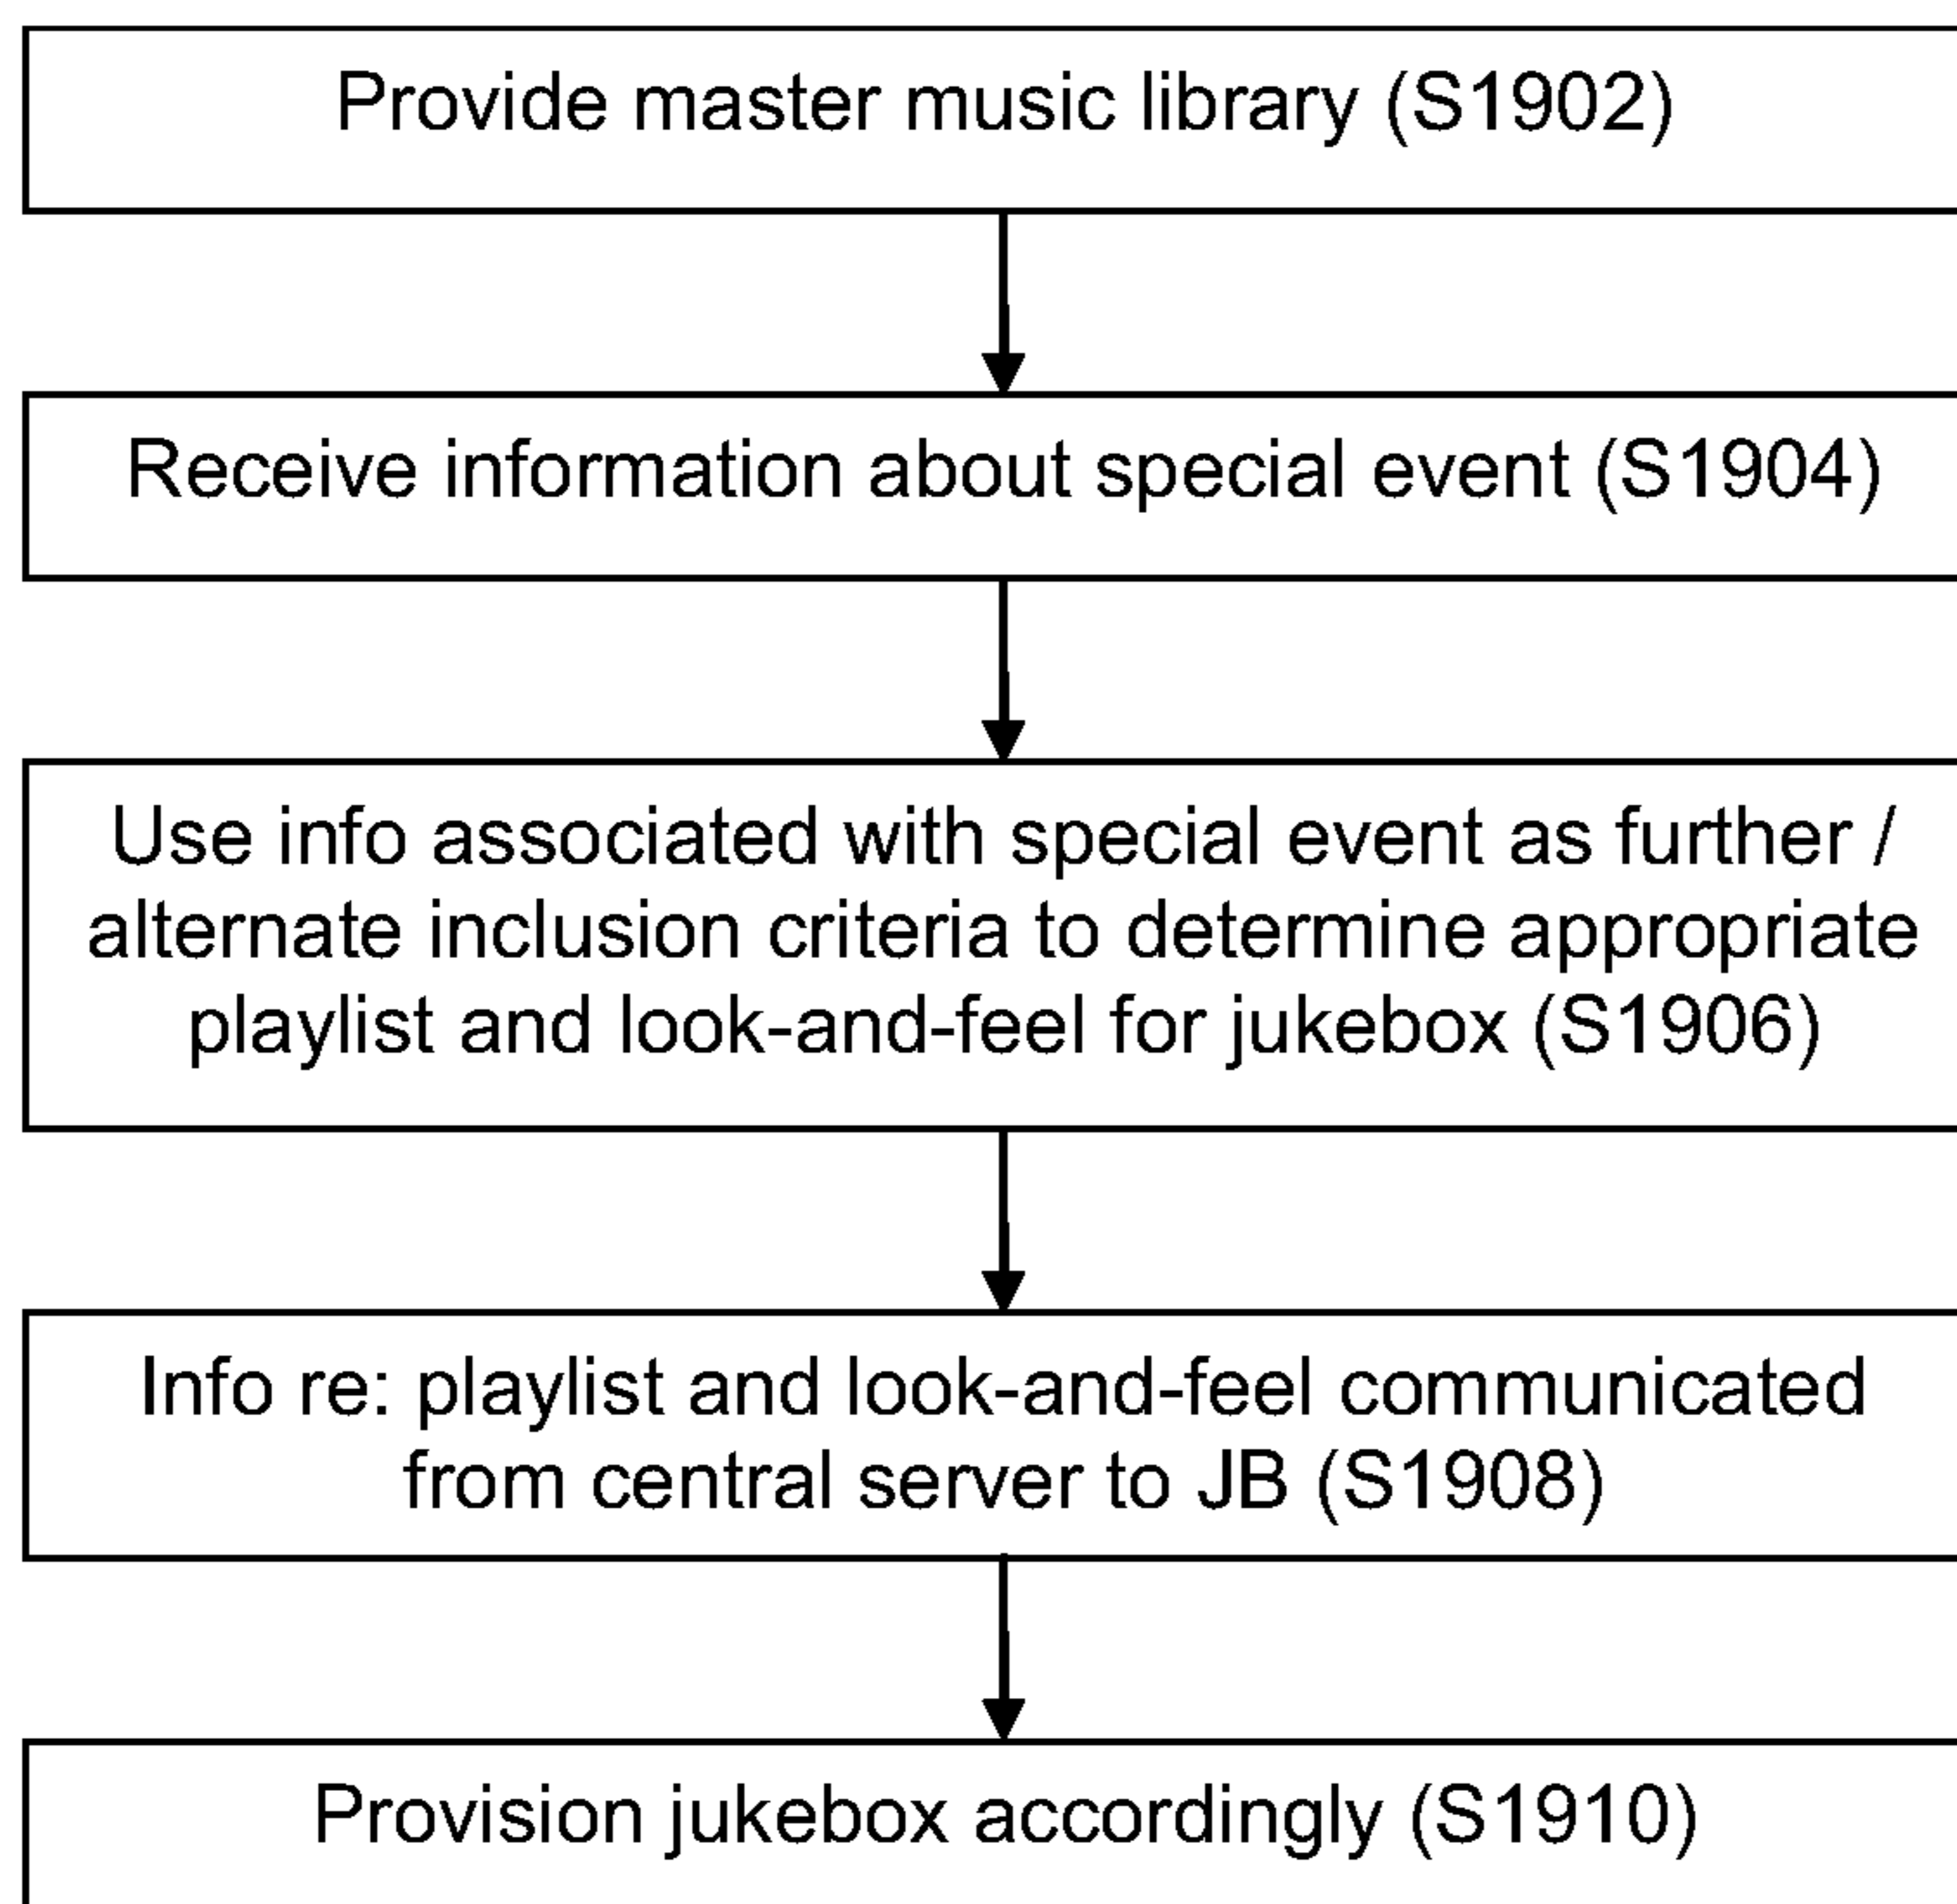 Provide master music library (S1902)
Receive information about special event (S1904)
Use info associated with special event as further /
alternate inclusion criteria to determine appropriate
playlist and look-and-feel for jukebox (S1906)
Info re: playlist and look-and-feel communicated
from central server to JB (S1908)
Provision jukebox accordingly (S1910)